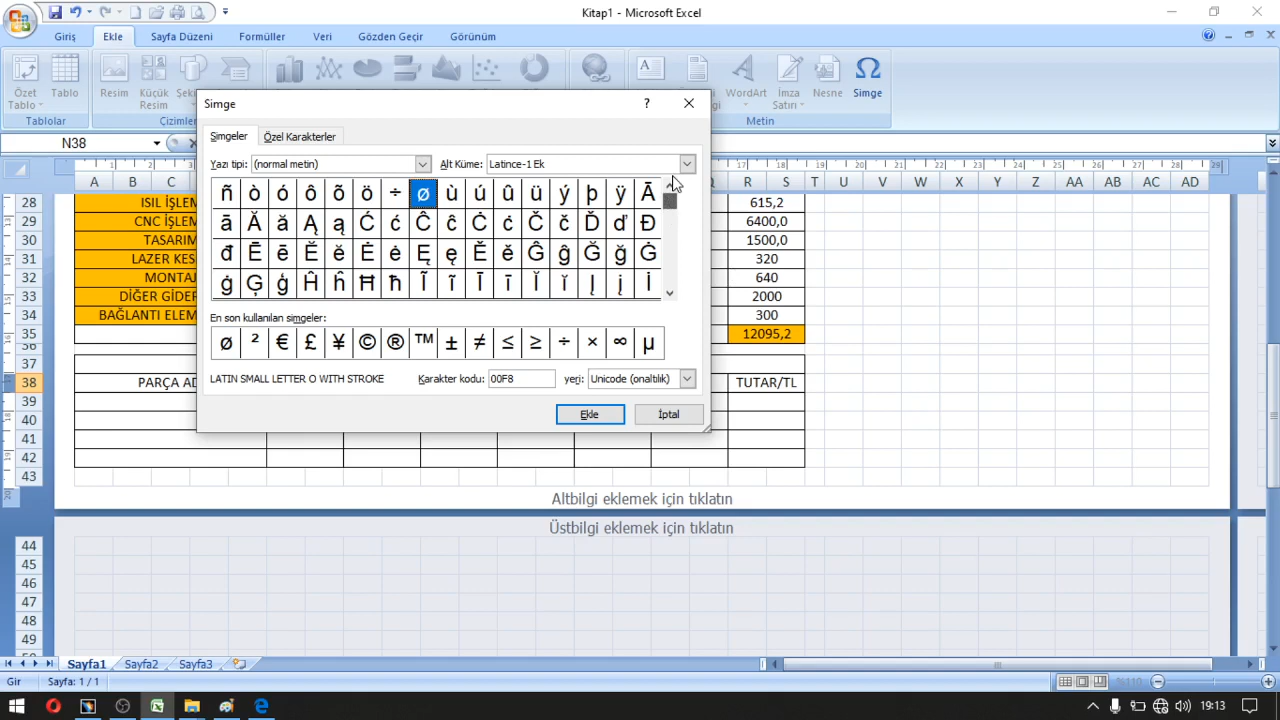 Kitap1 - Microsoft Excel
Giriş Ekle Sayfa Düzeni Formüller Veri Gözden Geçir Görünüm
Özet Tablo Tablo Resim Küçük Resim WordArt İmza Satırı Nesne Simge
Tablolar Metin
N38
Simge ?
Simgeler Özel Karakterler
Yazı tipi: (normal metin) Alt Küme: Latince-1 Ek
ñ ò ó ô õ ö ÷ ø ù ú û ü ý þ ÿ Ā
ā Ă ă Ą ą Ć ć Ĉ ĉ Ċ ċ Č č Ď ď Đ
đ Ē ē Ĕ ĕ Ė ė Ę ę Ě ě Ĝ ĝ Ğ ğ Ġ
ġ Ģ ģ Ĥ ĥ Ħ ħ Ĩ ĩ Ī ī Ĭ ĭ Į į İ
En son kullanılan simgeler:
ø ² € £ ¥ © ® ™ ± ≠ ≤ ≥ ÷ × ∞ µ
LATIN SMALL LETTER O WITH STROKE Karakter kodu: 00F8 yeri: Unicode (onaltılık)
Ekle İptal
A B C R S T U V W X Y Z AA AB AC AD
28 ISIL İŞLEM 615,2
29 CNC İŞLEM 6400,0
30 TASARIM 1500,0
31 LAZER KES 320
32 MONTAJ 640
33 DİĞER GİDER 2000
34 BAĞLANTI ELEM 300
35 12095,2
36
37
38 PARÇA AD TUTAR/TL
39
40
41
42
43
Altbilgi eklemek için tıklatın
Üstbilgi eklemek için tıklatın
44
45
46
47
48
49
Sayfa1 Sayfa2 Sayfa3
Gir Sayfa: 1 / 1 %110
19:13